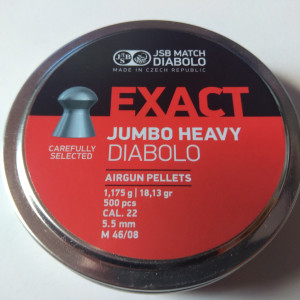 JSB MATCH
DIABOLO
MADE IN CZECH REPUBLIC
EXACT
JUMBO HEAVY
DIABOLO
CAREFULLY
SELECTED
AIRGUN PELLETS
1,175 g | 18,13 gr
500 pcs
CAL. 22
5.5 mm
M 46/08